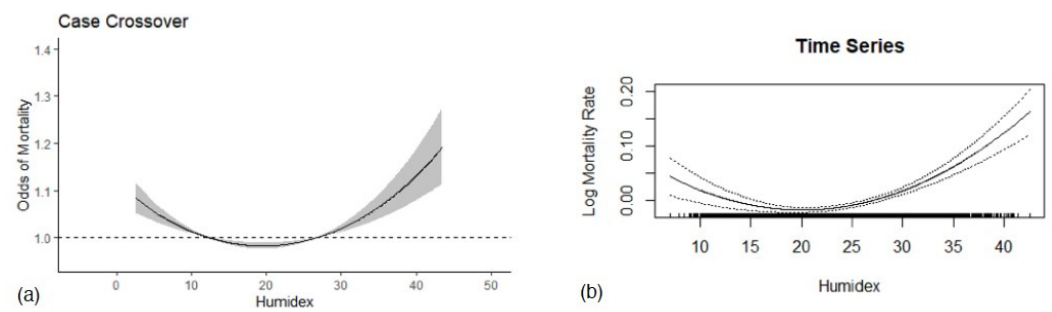 Case Crossover
1.4
1.3
1.2
1.1
1.0
Odds of Mortality
0 10 20 30 40 50
Humidex
(a)
Time Series
0.20
0.10
0.00
Log Mortality Rate
10 15 20 25 30 35 40
Humidex
(b)